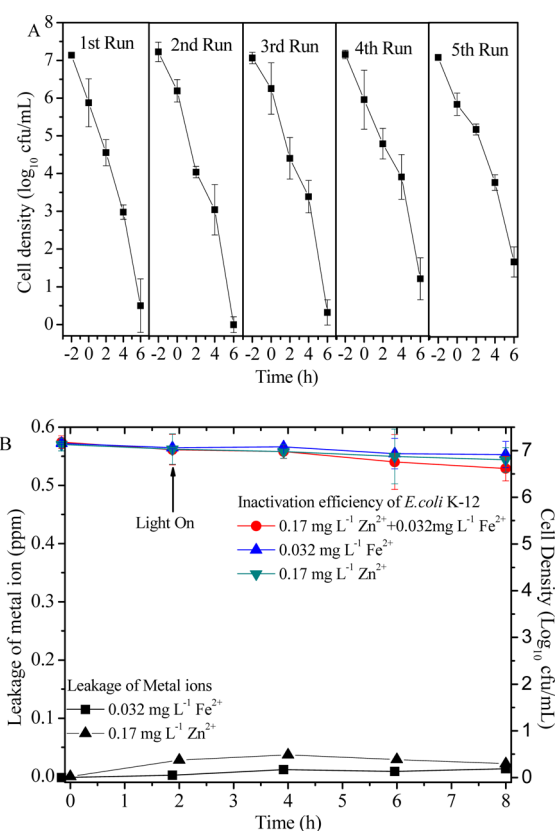 A
1st Run 2nd Run 3rd Run 4th Run 5th Run
8
7
6
5
4
3
2
1
0
Cell density (log10 cfu/mL)
-2 0 2 4 6 -2 0 2 4 6 -2 0 2 4 6 -2 0 2 4 6 -2 0 2 4 6
Time (h)
B
0.6
0.5
0.4
0.3
0.2
0.1
0.0
Leakage of metal ion (ppm)
Light On
Inactivation efficiency of E.coli K-12
0.17 mg L-1 Zn2++0.032mg L-1 Fe2+
0.032 mg L-1 Fe2+
0.17 mg L-1 Zn2+
Leakage of Metal ions
0.032 mg L-1 Fe2+
0.17 mg L-1 Zn2+
7
6
5
4
3
2
1
0
Cell Density (Log10 cfu/mL)
0 2 4 6 8
Time (h)